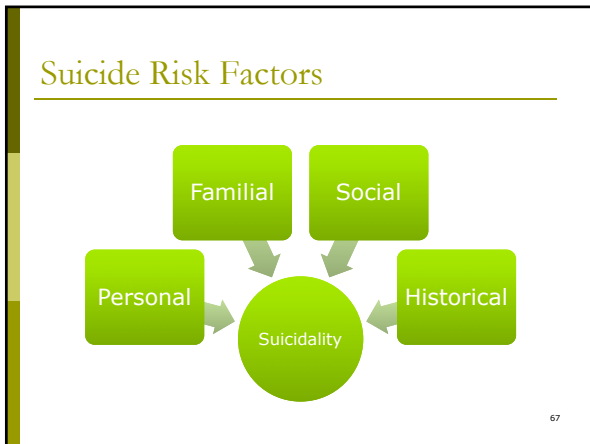 Suicide Risk Factors
Familial
Social
Personal
Historical
Suicidality
67